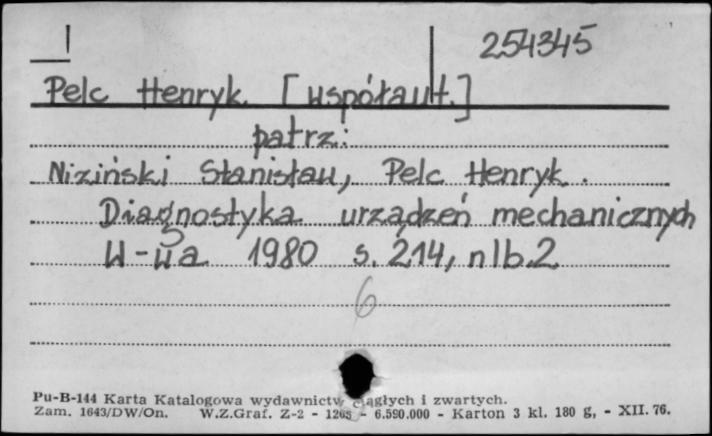 I 254345
Pelc Henryk. [współaut.]
patrz:
Niziński Stanisław, Pelc Henryk.
Diagnostyka urządzeń mechanicznych
W-wa 1980 s. 214, nlb. 2
6
Pu-B-144 Karta Katalogowa wydawnictw ciągłych i zwartych.
Zam. 1643/DW/On. W.Z.Graf. Z-2 - 1268 - 6.590.000 - Karton 3 kl. 180 g, - XII. 76.